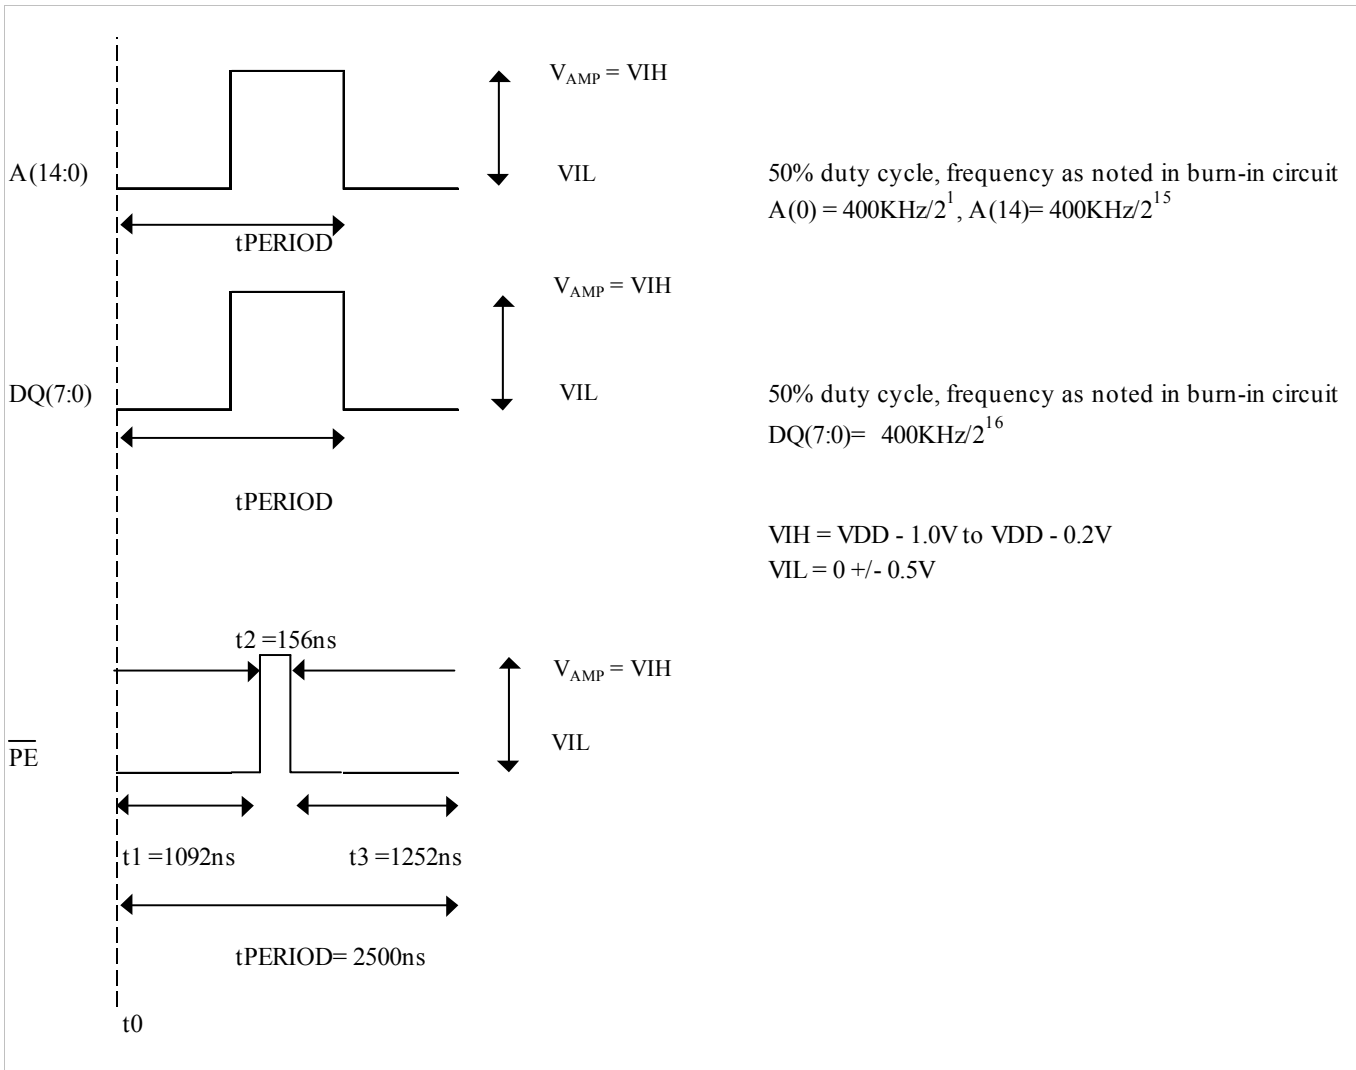 V_AMP = VIH
A(14:0)
VIL
50% duty cycle, frequency as noted in burn-in circuit
A(0) = 400KHz/2^1, A(14)= 400KHz/2^15
tPERIOD
V_AMP = VIH
DQ(7:0)
VIL
50% duty cycle, frequency as noted in burn-in circuit
DQ(7:0)= 400KHz/2^16
tPERIOD
VIH = VDD - 1.0V to VDD - 0.2V
VIL = 0 +/- 0.5V
t2 =156ns
V_AMP = VIH
P̅E̅
VIL
t1 =1092ns
t3 =1252ns
tPERIOD= 2500ns
t0